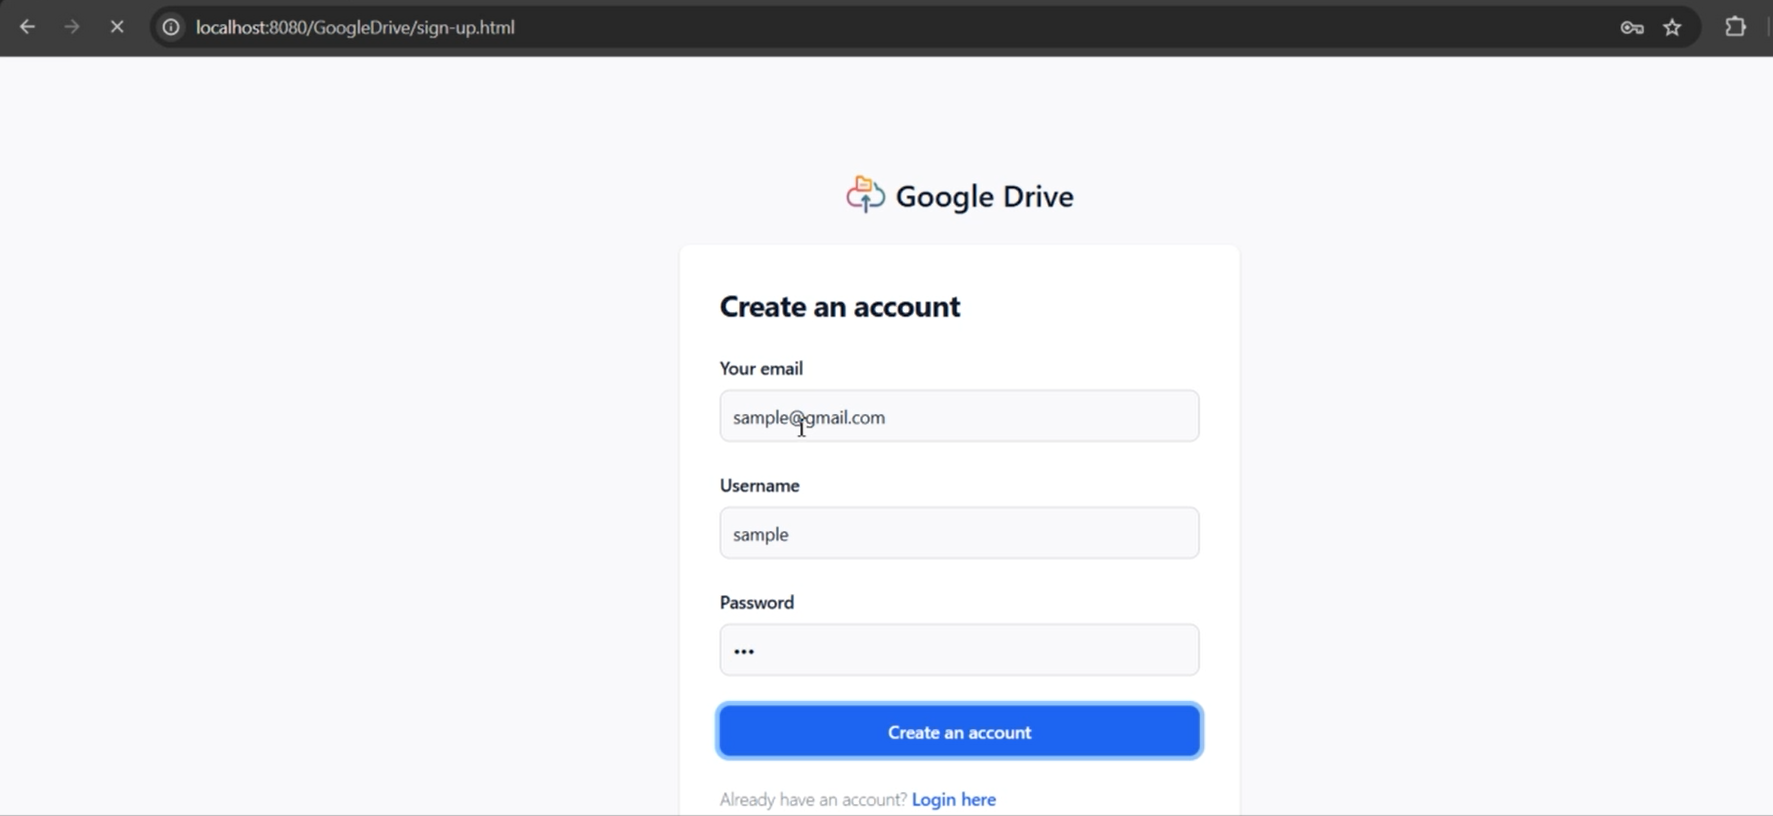 localhost:8080/GoogleDrive/sign-up.html
Google Drive
Create an account
Your email
sample@gmail.com
Username
sample
Password
•••
Create an account
Already have an account? Login here